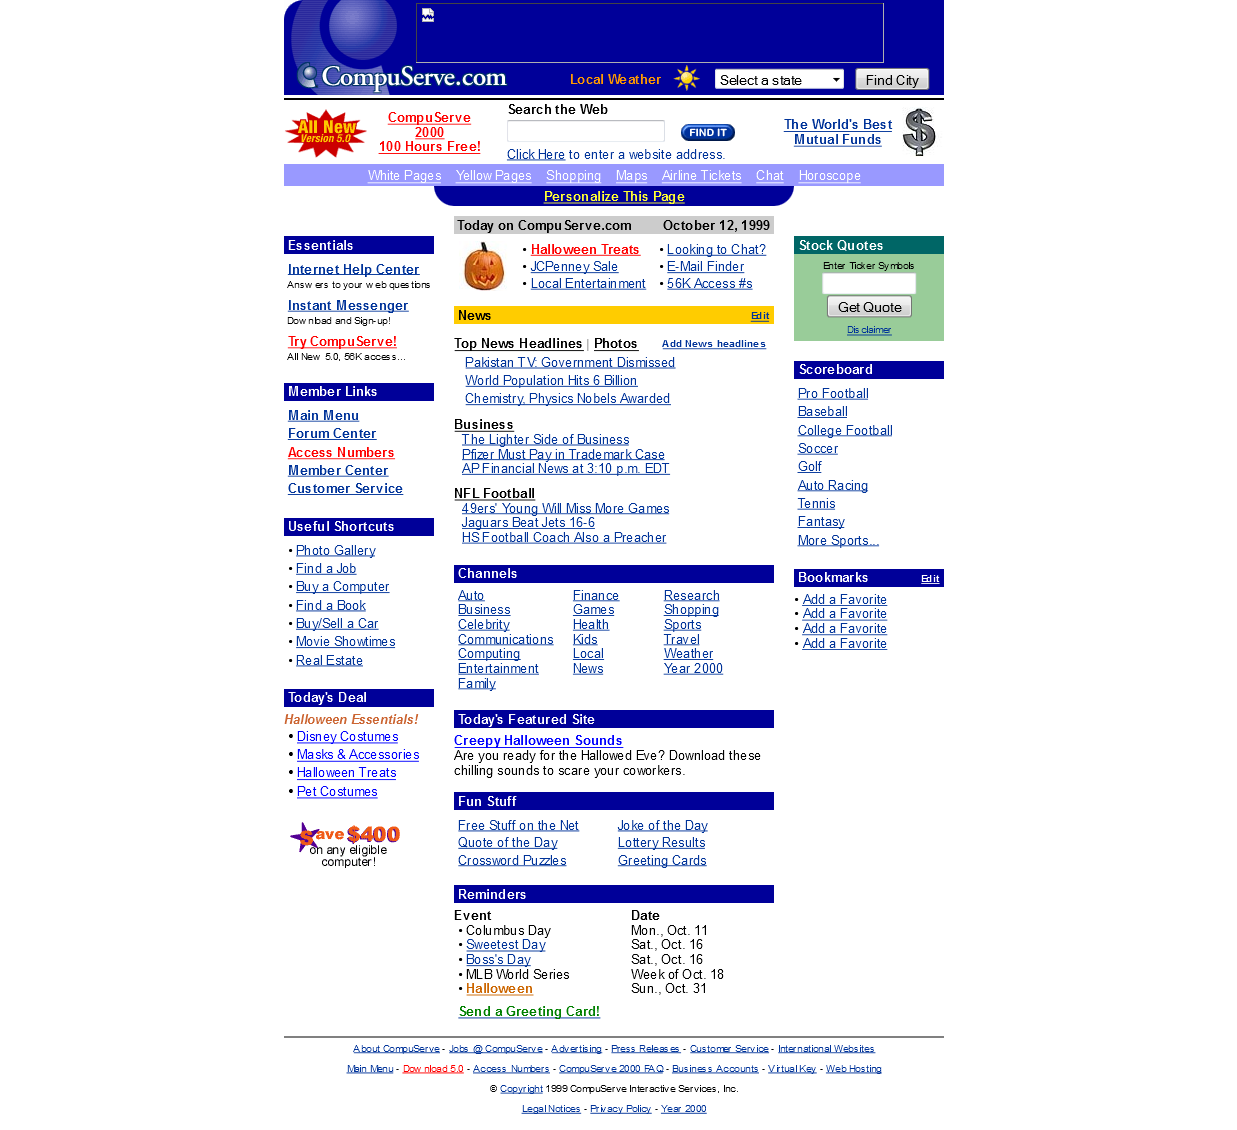 CompuServe.com
Local Weather
Select a state
Find City
All New
Version 5.0
CompuServe
2000
100 Hours Free!
Search the Web
FIND IT
Click Here to enter a website address.
The World's Best
Mutual Funds
White Pages Yellow Pages Shopping Maps Airline Tickets Chat Horoscope
Personalize This Page
Essentials
Internet Help Center
Answers to your web questions
Instant Messenger
Download and Sign-up!
Try CompuServe!
All New 5.0, 56K access...
Member Links
Main Menu
Forum Center
Access Numbers
Member Center
Customer Service
Useful Shortcuts
• Photo Gallery
• Find a Job
• Buy a Computer
• Find a Book
• Buy/Sell a Car
• Movie Showtimes
• Real Estate
Today's Deal
Halloween Essentials!
• Disney Costumes
• Masks & Accessories
• Halloween Treats
• Pet Costumes
Save $400
on any eligible
computer!
Today on CompuServe.com October 12, 1999
• Halloween Treats • Looking to Chat?
• JCPenney Sale • E-Mail Finder
• Local Entertainment • 56K Access #s
News Edit
Top News Headlines | Photos Add News headlines
Pakistan TV: Government Dismissed
World Population Hits 6 Billion
Chemistry, Physics Nobels Awarded
Business
The Lighter Side of Business
Pfizer Must Pay in Trademark Case
AP Financial News at 3:10 p.m. EDT
NFL Football
49ers' Young Will Miss More Games
Jaguars Beat Jets 16-6
HS Football Coach Also a Preacher
Channels
Auto Finance Research
Business Games Shopping
Celebrity Health Sports
Communications Kids Travel
Computing Local Weather
Entertainment News Year 2000
Family
Today's Featured Site
Creepy Halloween Sounds
Are you ready for the Hallowed Eve? Download these
chilling sounds to scare your coworkers.
Fun Stuff
Free Stuff on the Net Joke of the Day
Quote of the Day Lottery Results
Crossword Puzzles Greeting Cards
Reminders
Event Date
• Columbus Day Mon., Oct. 11
• Sweetest Day Sat., Oct. 16
• Boss's Day Sat., Oct. 16
• MLB World Series Week of Oct. 18
• Halloween Sun., Oct. 31
Send a Greeting Card!
Stock Quotes
Enter Ticker Symbols
Get Quote
Disclaimer
Scoreboard
Pro Football
Baseball
College Football
Soccer
Golf
Auto Racing
Tennis
Fantasy
More Sports...
Bookmarks Edit
• Add a Favorite
• Add a Favorite
• Add a Favorite
• Add a Favorite
About CompuServe - Jobs @ CompuServe - Advertising - Press Releases - Customer Service - International Websites
Main Menu - Download 5.0 - Access Numbers - CompuServe 2000 FAQ - Business Accounts - Virtual Key - Web Hosting
© Copyright 1999 CompuServe Interactive Services, Inc.
Legal Notices - Privacy Policy - Year 2000